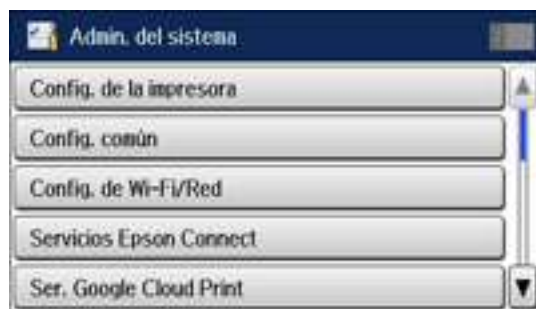 Admin. del sistema
Config. de la impresora
Config. común
Config. de Wi-Fi/Red
Servicios Epson Connect
Ser. Google Cloud Print